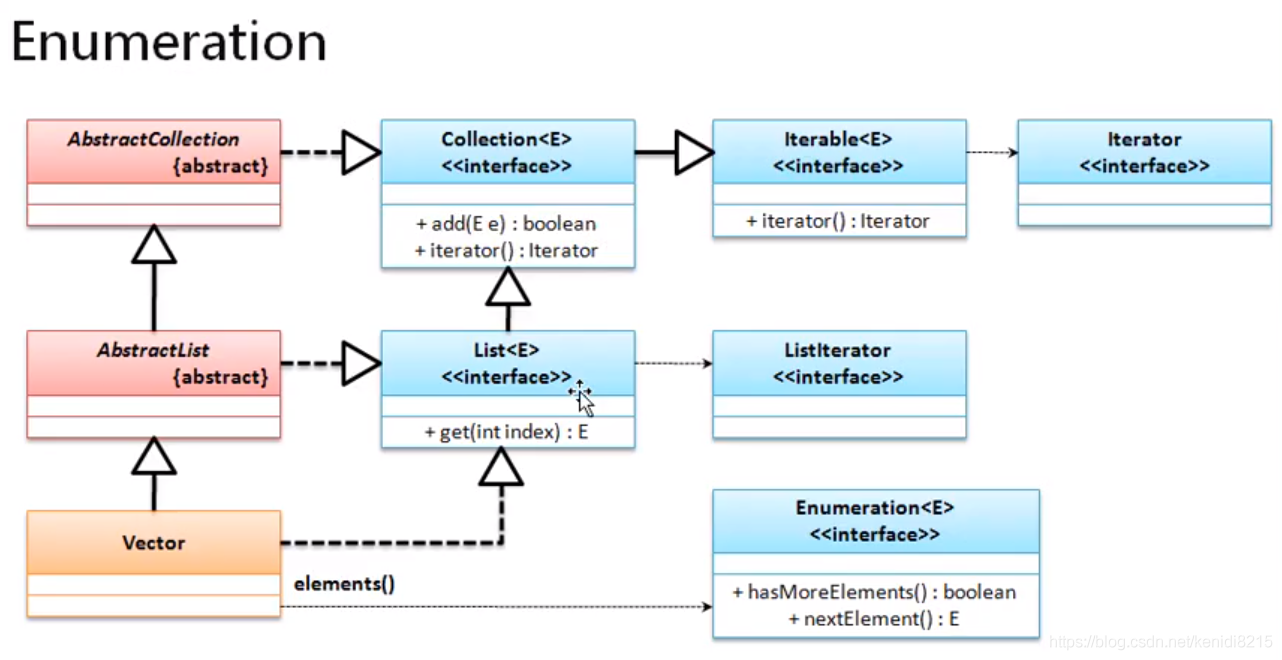 Enumeration
AbstractCollection
{abstract}
Collection<E>
<<interface>>
+ add(E e) : boolean
+ iterator() : Iterator
Iterable<E>
<<interface>>
+ iterator() : Iterator
Iterator
<<interface>>
AbstractList
{abstract}
List<E>
<<interface>>
+ get(int index) : E
ListIterator
<<interface>>
Vector
elements()
Enumeration<E>
<<interface>>
+ hasMoreElements() : boolean
+ nextElement() : E
https://blog.csdn.net/kenidi8215